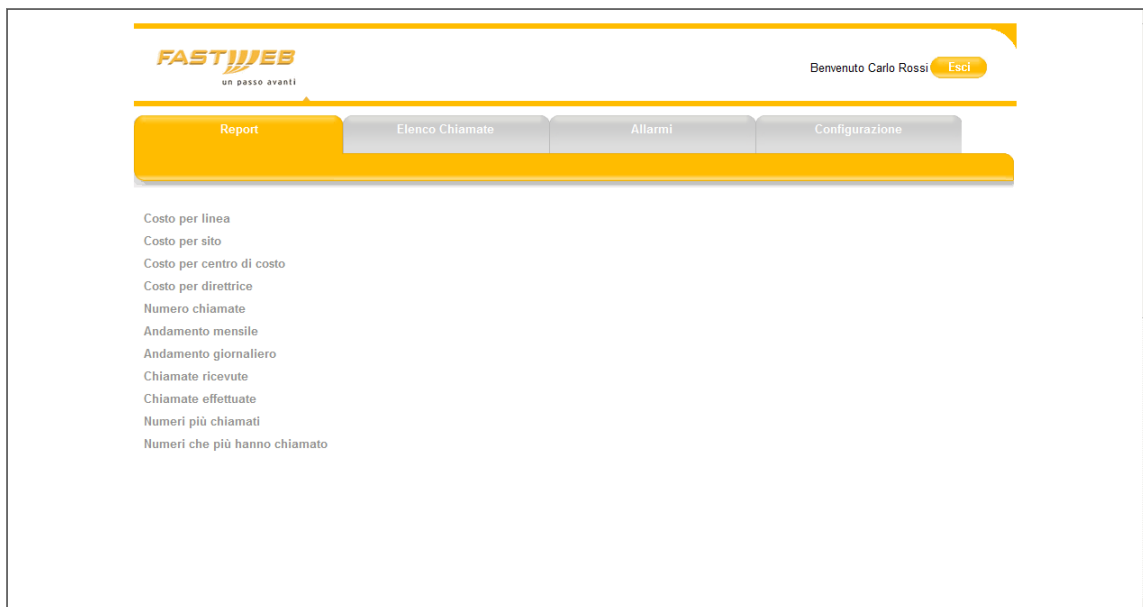 FASTWEB
un passo avanti
Benvenuto Carlo Rossi Esci
Report Elenco Chiamate Allarmi Configurazione
Costo per linea
Costo per sito
Costo per centro di costo
Costo per direttrice
Numero chiamate
Andamento mensile
Andamento giornaliero
Chiamate ricevute
Chiamate effettuate
Numeri più chiamati
Numeri che più hanno chiamato